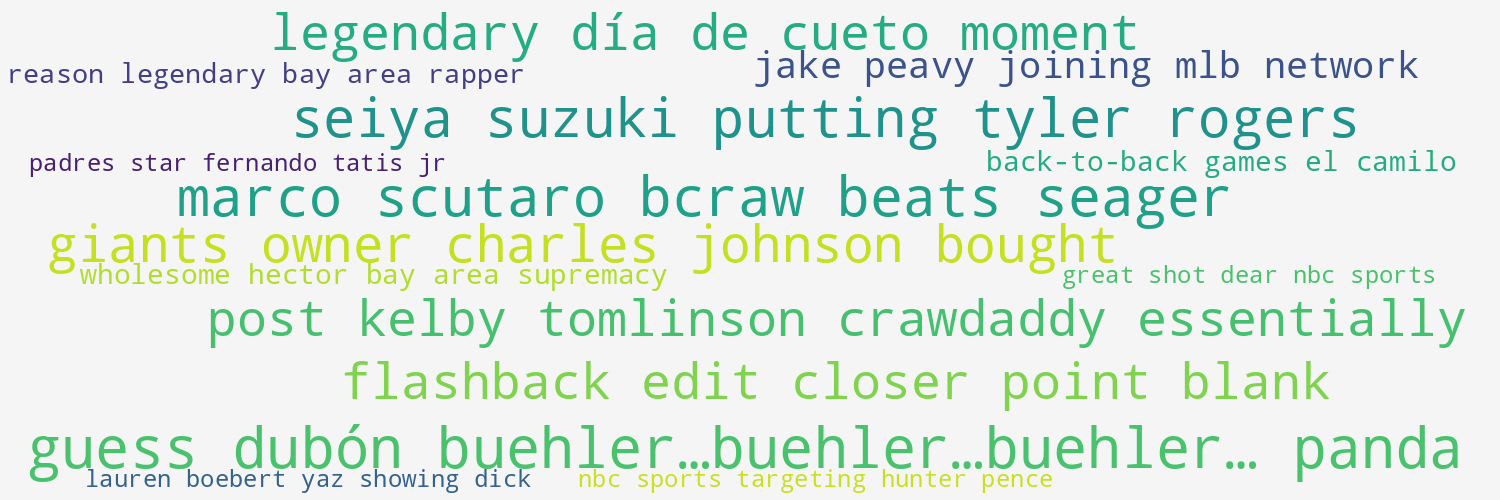 legendary día de cueto moment
reason legendary bay area rapper
jake peavy joining mlb network
seiya suzuki putting tyler rogers
padres star fernando tatis jr
back-to-back games el camilo
marco scutaro bcraw beats seager
giants owner charles johnson bought
wholesome hector bay area supremacy
great shot dear nbc sports
post kelby tomlinson crawdaddy essentially
flashback edit closer point blank
guess dubón buehler…buehler…buehler… panda
lauren boebert yaz showing dick
nbc sports targeting hunter pence